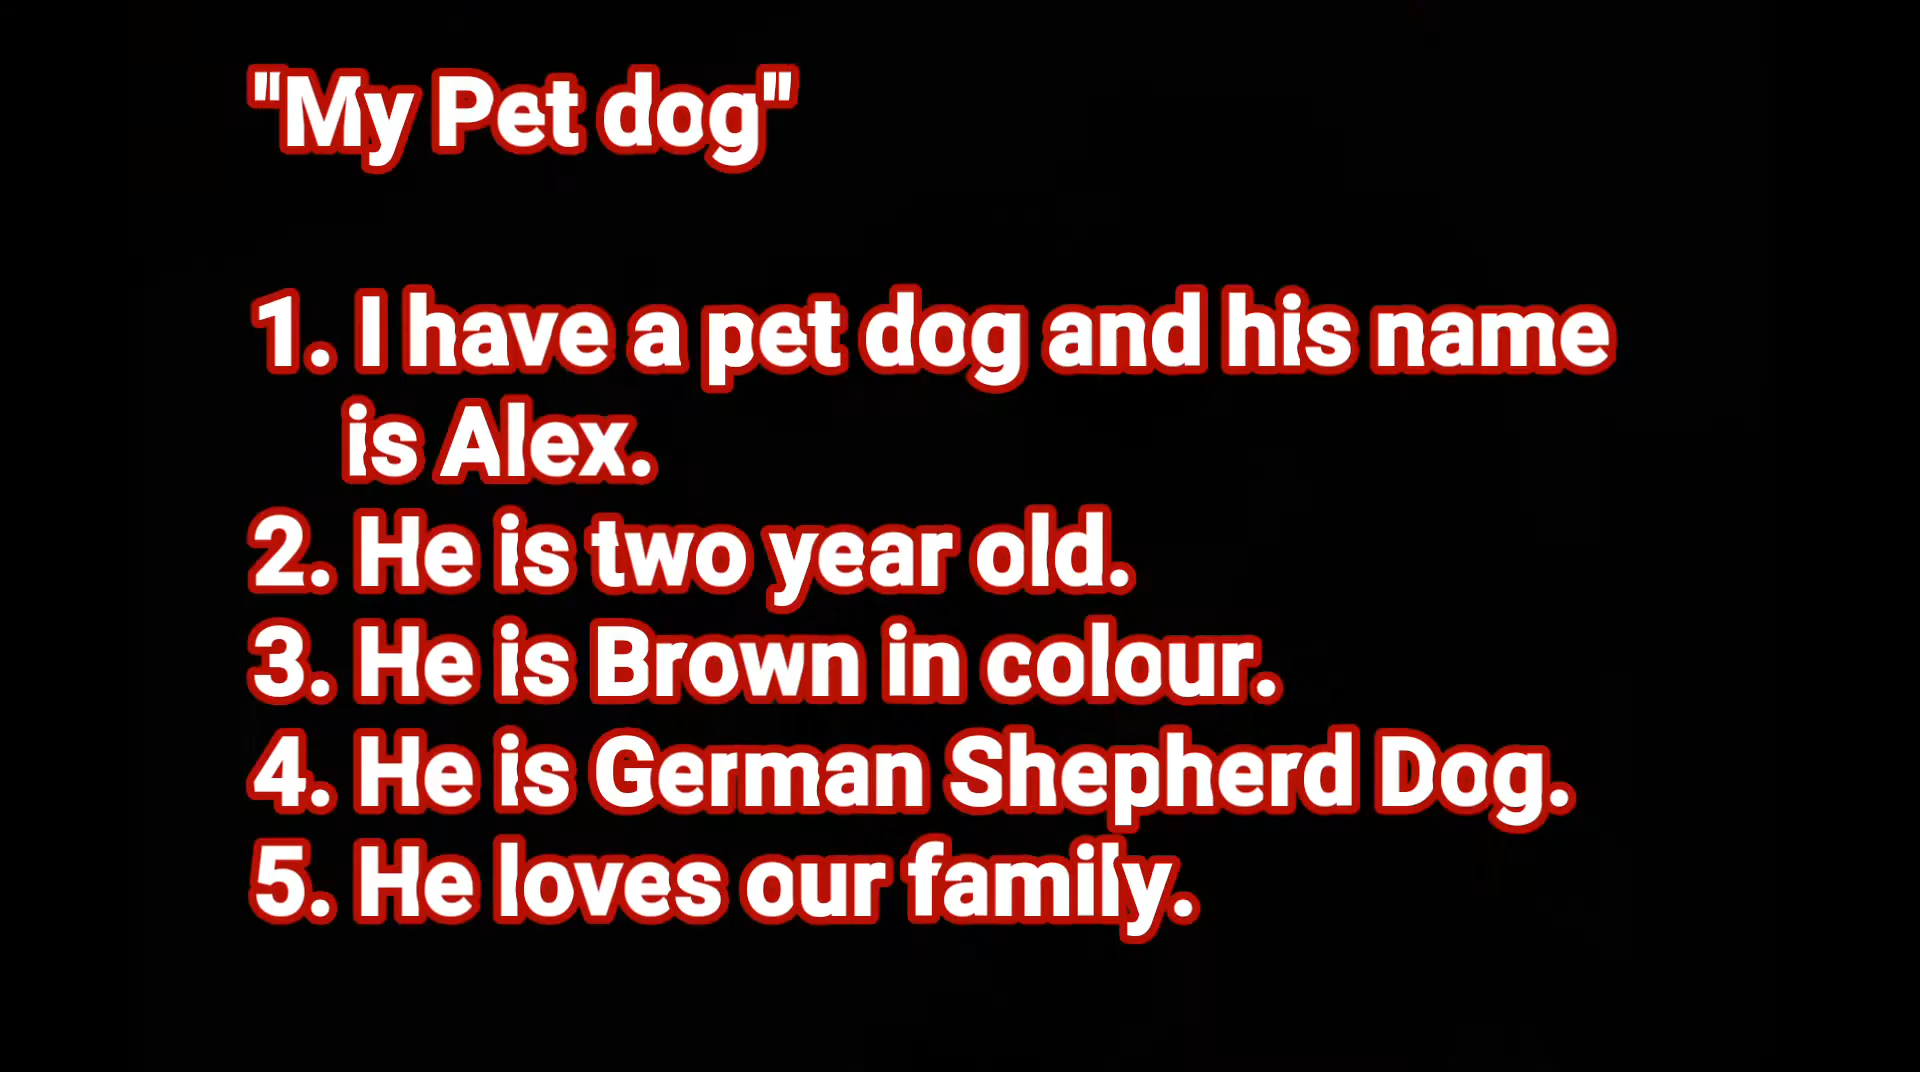 "My Pet dog"
1. I have a pet dog and his name
is Alex.
2. He is two year old.
3. He is Brown in colour.
4. He is German Shepherd Dog.
5. He loves our family.